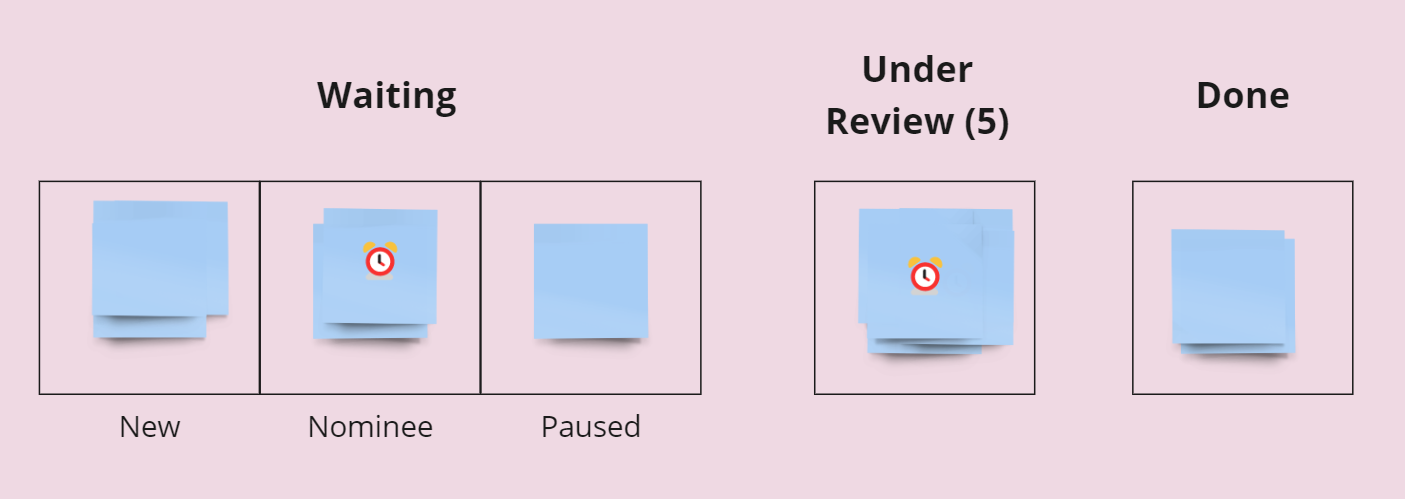 Waiting
Under
Review (5)
Done
New
Nominee
Paused